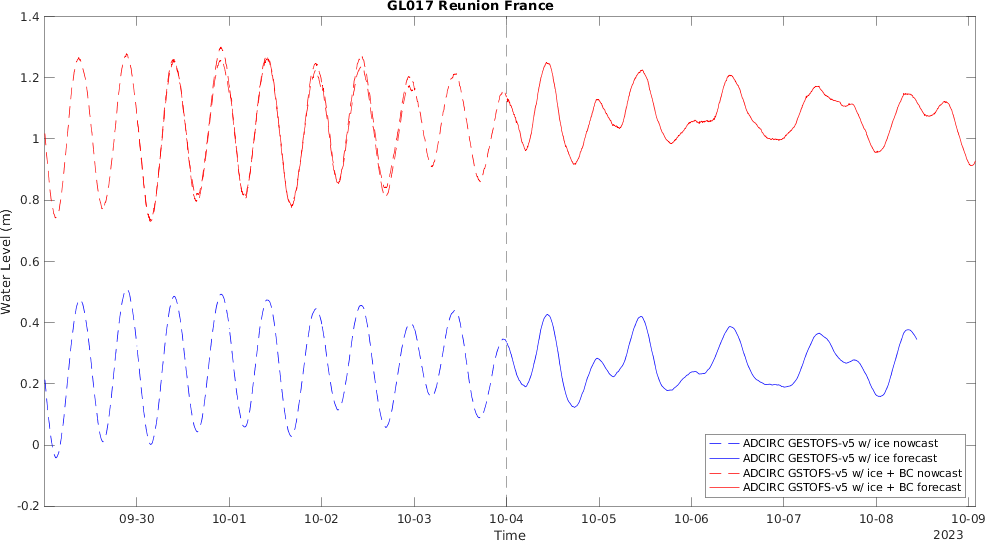 GL017 Reunion France
1.4
1.2
1
0.8
0.6
0.4
0.2
0
-0.2
Water Level (m)
09-30
10-01
10-02
10-03
10-04
10-05
10-06
10-07
10-08
10-09
Time
2023
ADCIRC GESTOFS-v5 w/ ice nowcast
ADCIRC GESTOFS-v5 w/ ice forecast
ADCIRC GSTOFS-v5 w/ ice + BC nowcast
ADCIRC GSTOFS-v5 w/ ice + BC forecast